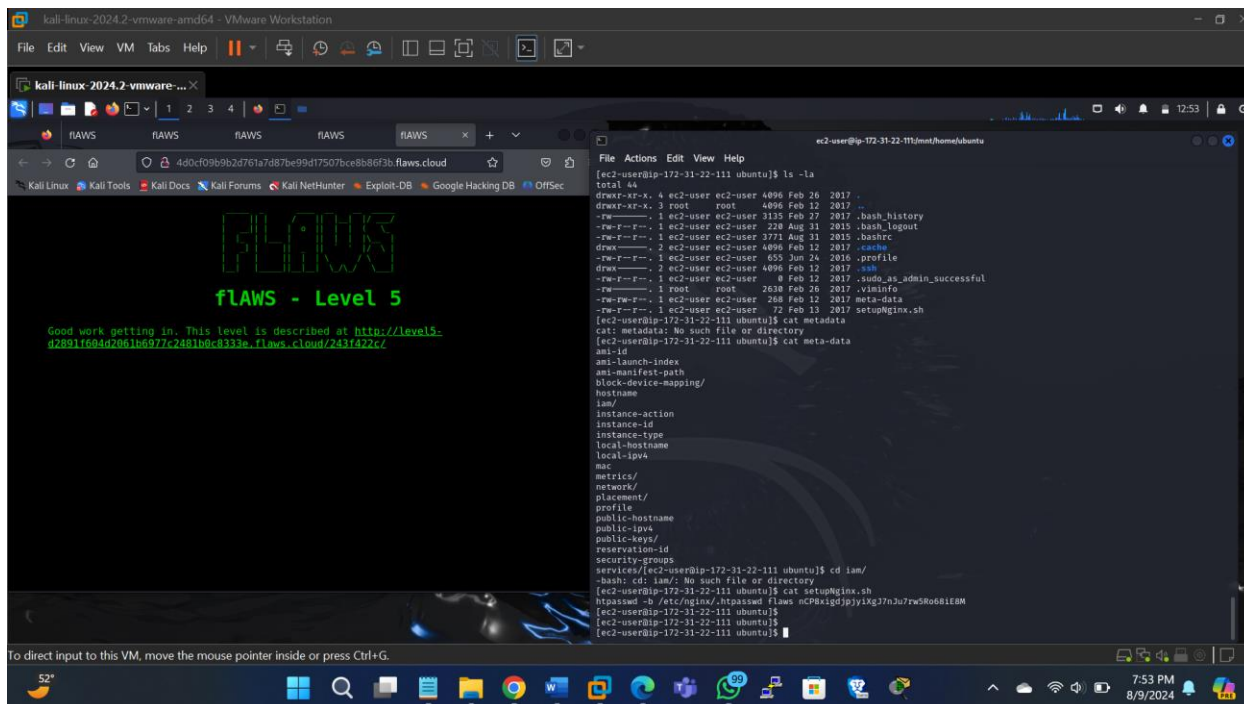 kali-linux-2024.2-vmware-amd64 - VMware Workstation
File Edit View VM Tabs Help
kali-linux-2024.2-vmware-... ×
1 2 3 4
12:53
flAWS flAWS flAWS flAWS flAWS
4d0cf09b9b2d761a7d87be99d17507bce8b86f3b.flaws.cloud
Kali Linux Kali Tools Kali Docs Kali Forums Kali NetHunter Exploit-DB Google Hacking DB OffSec
FLAWS
flAWS - Level 5
Good work getting in. This level is described at http://level5-
d2891f604d2061b6977c2481b0c8333e.flaws.cloud/243f422c/
ec2-user@ip-172-31-22-111:/mnt/home/ubuntu
File Actions Edit View Help
[ec2-user@ip-172-31-22-111 ubuntu]$ ls -la
total 44
drwxr-xr-x. 4 ec2-user ec2-user 4096 Feb 26 2017 .
drwxr-xr-x. 3 root root 4096 Feb 12 2017 ..
-rw-------. 1 ec2-user ec2-user 3135 Feb 27 2017 .bash_history
-rw-r--r--. 1 ec2-user ec2-user 220 Aug 31 2015 .bash_logout
-rw-r--r--. 1 ec2-user ec2-user 3771 Aug 31 2015 .bashrc
drwx------. 2 ec2-user ec2-user 4096 Feb 12 2017 .cache
-rw-r--r--. 1 ec2-user ec2-user 655 Jun 24 2016 .profile
drwx------. 2 ec2-user ec2-user 4096 Feb 12 2017 .ssh
-rw-r--r--. 1 ec2-user ec2-user 0 Feb 12 2017 .sudo_as_admin_successful
-rw-------. 1 root root 2630 Feb 26 2017 .viminfo
-rw-rw-r--. 1 ec2-user ec2-user 268 Feb 12 2017 meta-data
-rw-r--r--. 1 ec2-user ec2-user 72 Feb 13 2017 setupNginx.sh
[ec2-user@ip-172-31-22-111 ubuntu]$ cat metadata
cat: metadata: No such file or directory
[ec2-user@ip-172-31-22-111 ubuntu]$ cat meta-data
ami-id
ami-launch-index
ami-manifest-path
block-device-mapping/
hostname
iam/
instance-action
instance-id
instance-type
local-hostname
local-ipv4
mac
metrics/
network/
placement/
profile
public-hostname
public-ipv4
public-keys/
reservation-id
security-groups
services/[ec2-user@ip-172-31-22-111 ubuntu]$ cd iam/
-bash: cd: iam/: No such file or directory
[ec2-user@ip-172-31-22-111 ubuntu]$ cat setupNginx.sh
htpasswd -b /etc/nginx/.htpasswd flaws nCP8xigdjpjyiXgJ7nJu7rw5Ro68iE8M
[ec2-user@ip-172-31-22-111 ubuntu]$
[ec2-user@ip-172-31-22-111 ubuntu]$
[ec2-user@ip-172-31-22-111 ubuntu]$
To direct input to this VM, move the mouse pointer inside or press Ctrl+G.
52°
99
7:53 PM
8/9/2024